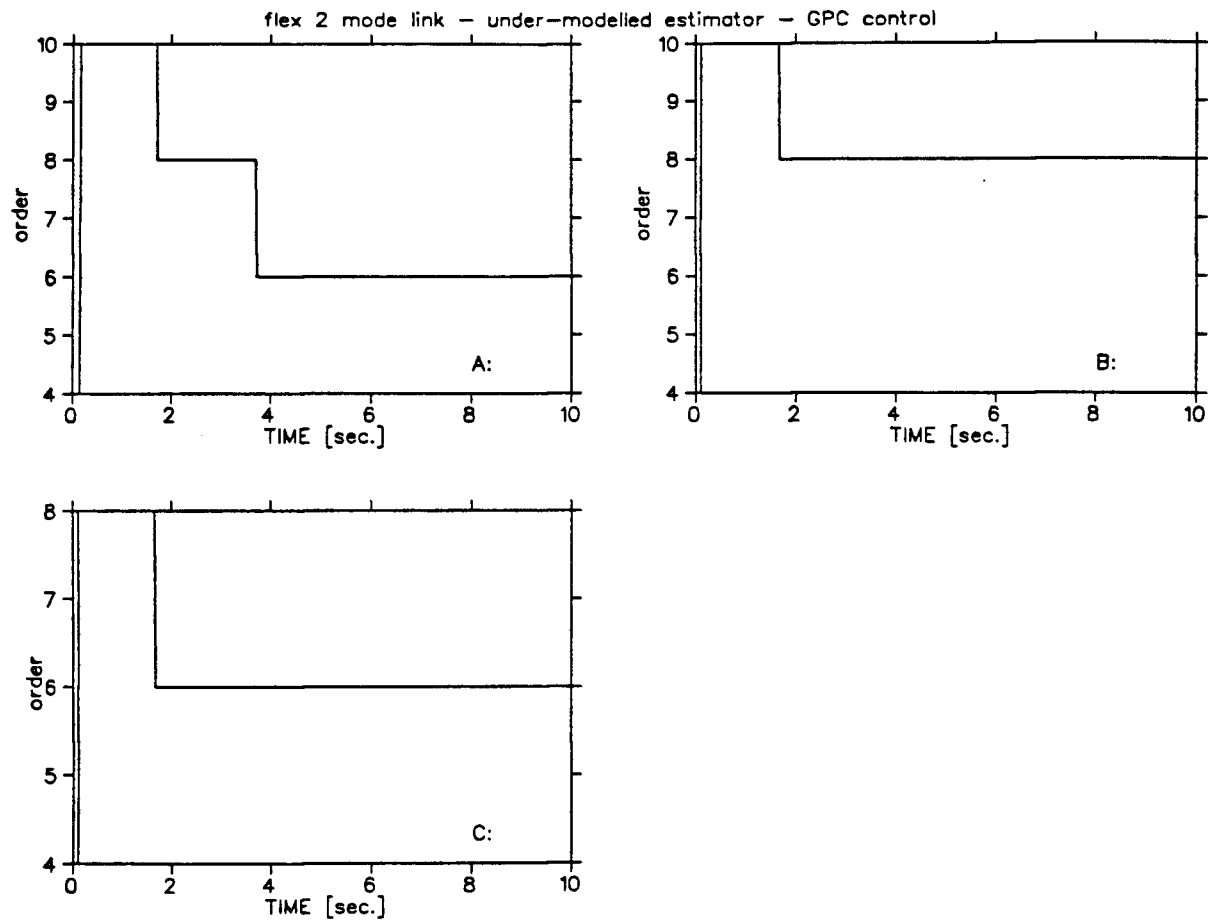 flex 2 mode link – under-modelled estimator – GPC control
10
9
8
7
6
5
4
order
0 2 4 6 8 10
TIME [sec.]
A:
10
9
8
7
6
5
4
order
0 2 4 6 8 10
TIME [sec.]
B:
8
7
6
5
4
order
0 2 4 6 8 10
TIME [sec.]
C: